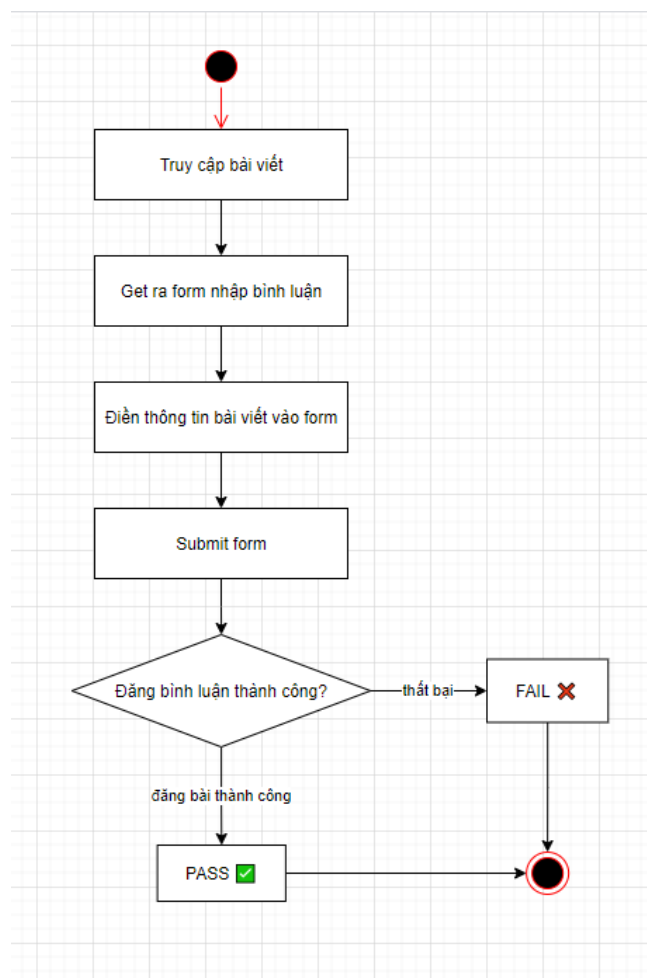 Truy cập bài viết
Get ra form nhập bình luận
Điền thông tin bài viết vào form
Submit form
Đăng bình luận thành công?
thất bại
FAIL ❌
đăng bài thành công
PASS ✅